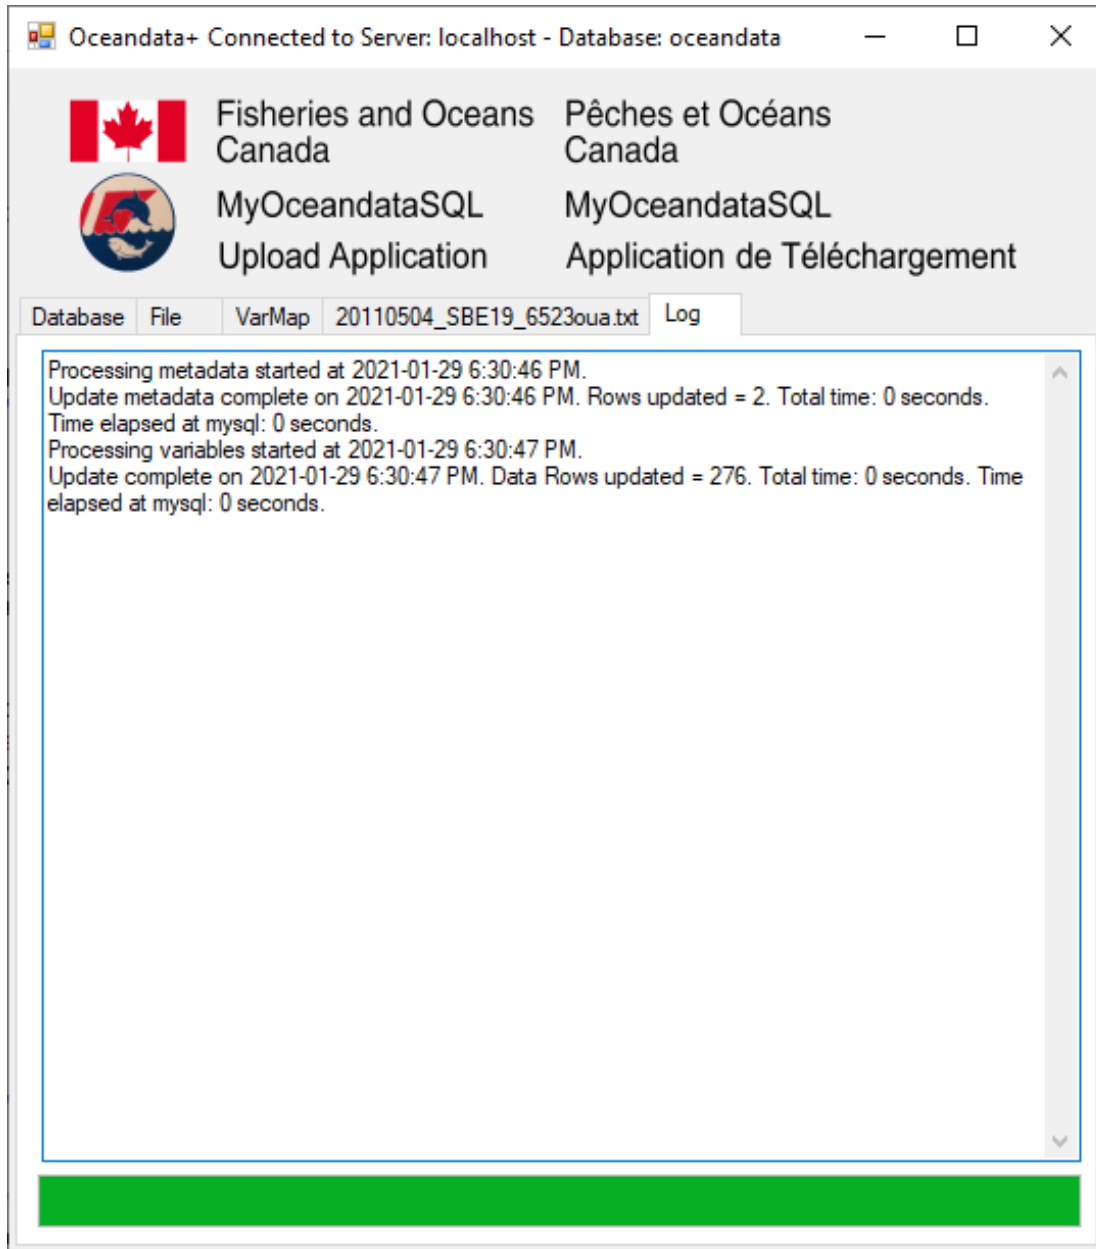 Oceandata+ Connected to Server: localhost - Database: oceandata
Fisheries and Oceans Canada
Pêches et Océans Canada
MyOceandataSQL
Upload Application
MyOceandataSQL
Application de Téléchargement
Database File VarMap 20110504_SBE19_6523oua.txt Log
Processing metadata started at 2021-01-29 6:30:46 PM.
Update metadata complete on 2021-01-29 6:30:46 PM. Rows updated = 2. Total time: 0 seconds.
Time elapsed at mysql: 0 seconds.
Processing variables started at 2021-01-29 6:30:47 PM.
Update complete on 2021-01-29 6:30:47 PM. Data Rows updated = 276. Total time: 0 seconds. Time
elapsed at mysql: 0 seconds.